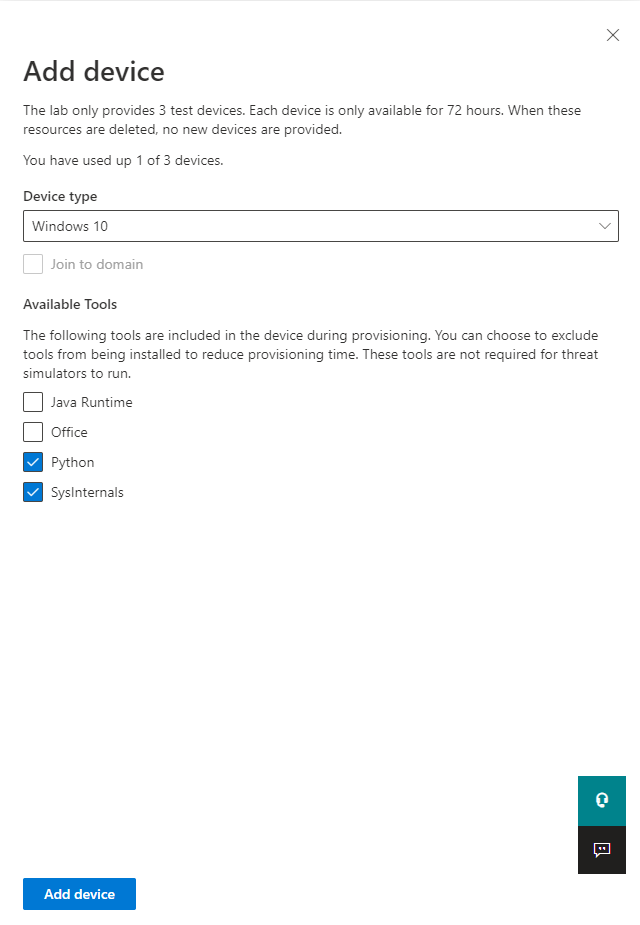 Add device
The lab only provides 3 test devices. Each device is only available for 72 hours. When these
resources are deleted, no new devices are provided.
You have used up 1 of 3 devices.
Device type
Windows 10
Join to domain
Available Tools
The following tools are included in the device during provisioning. You can choose to exclude
tools from being installed to reduce provisioning time. These tools are not required for threat
simulators to run.
Java Runtime
Office
Python
SysInternals
Add device